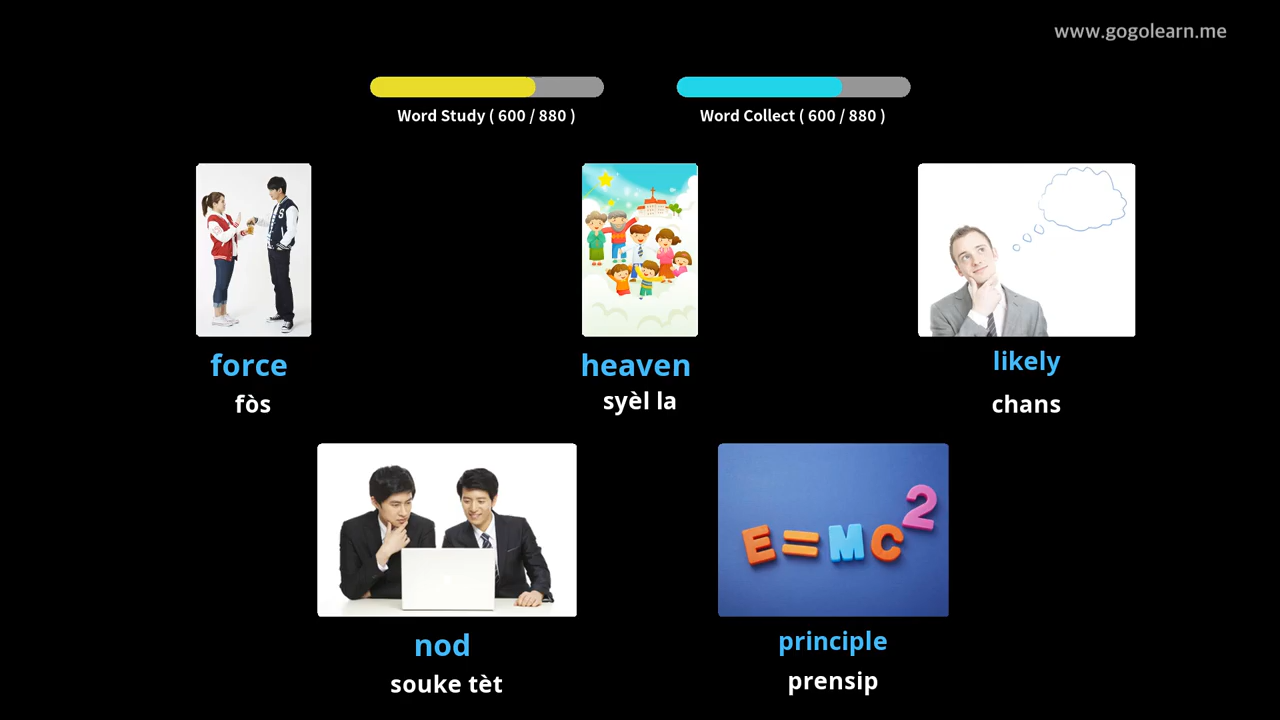 www.gogolearn.me
Word Study ( 600 / 880 )
Word Collect ( 600 / 880 )
S
force
fòs
heaven
syèl la
likely
chans
E=MC2
nod
souke tèt
principle
prensip